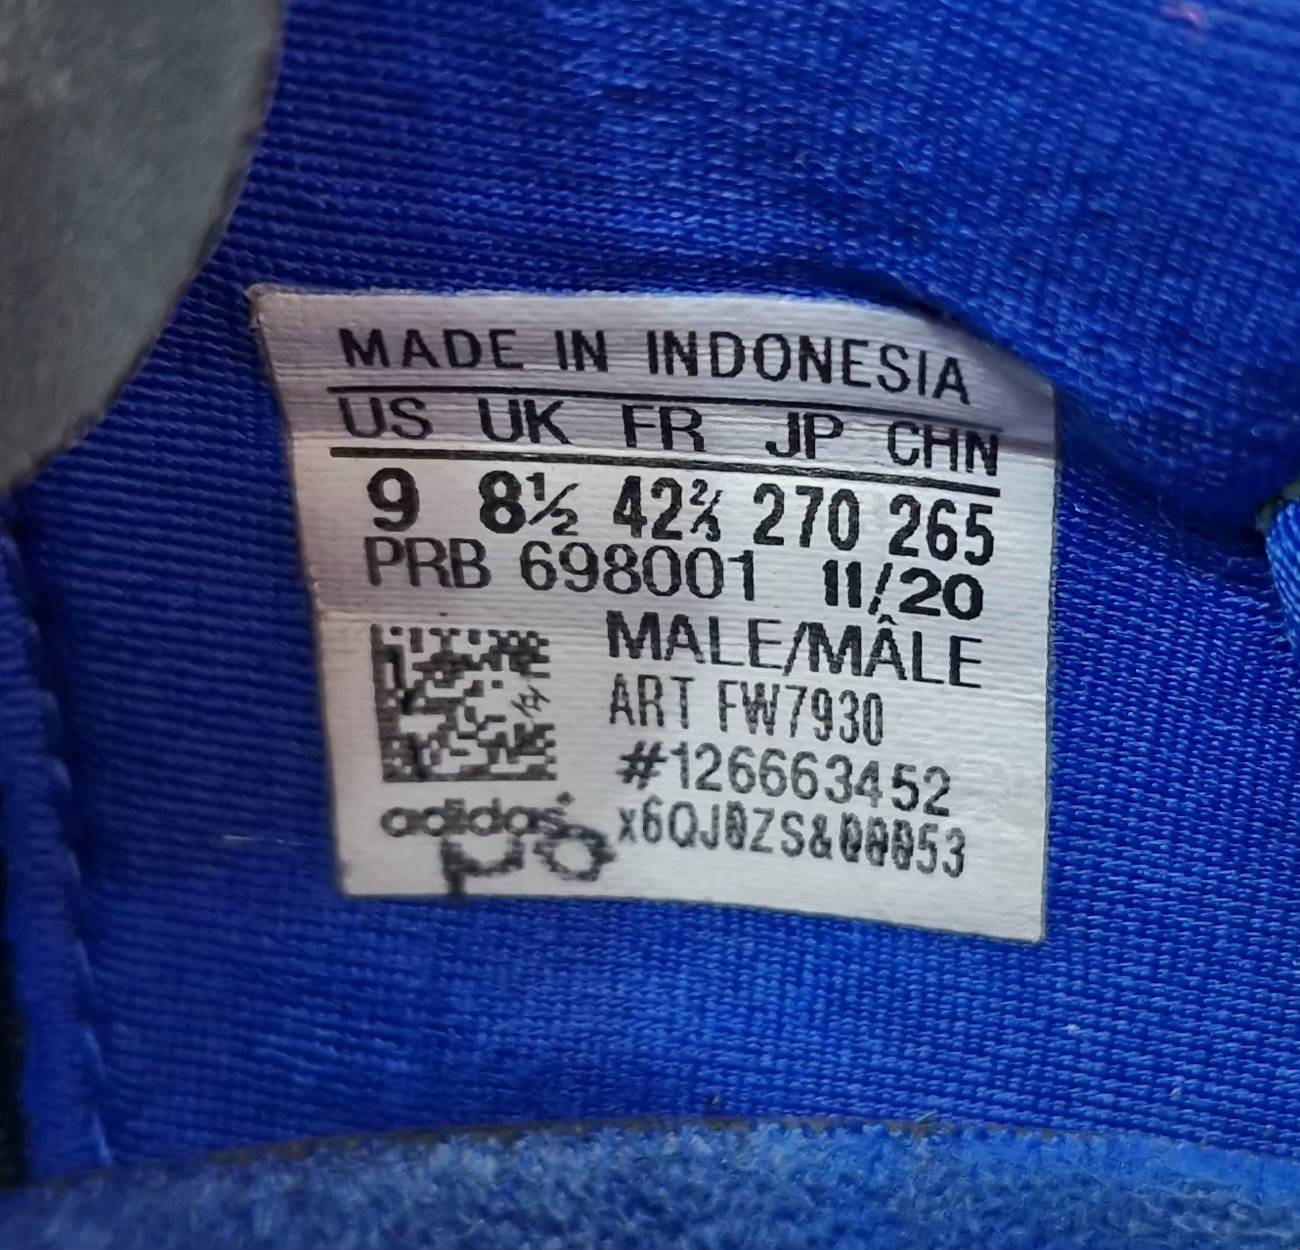 MADE IN INDONESIA
US UK FR JP CHN
9 8½ 42⅔ 270 265
PRB 698001 11/20
MALE/MÂLE
ART FW7930
#126663452
adidas x6QJ0ZS&00053